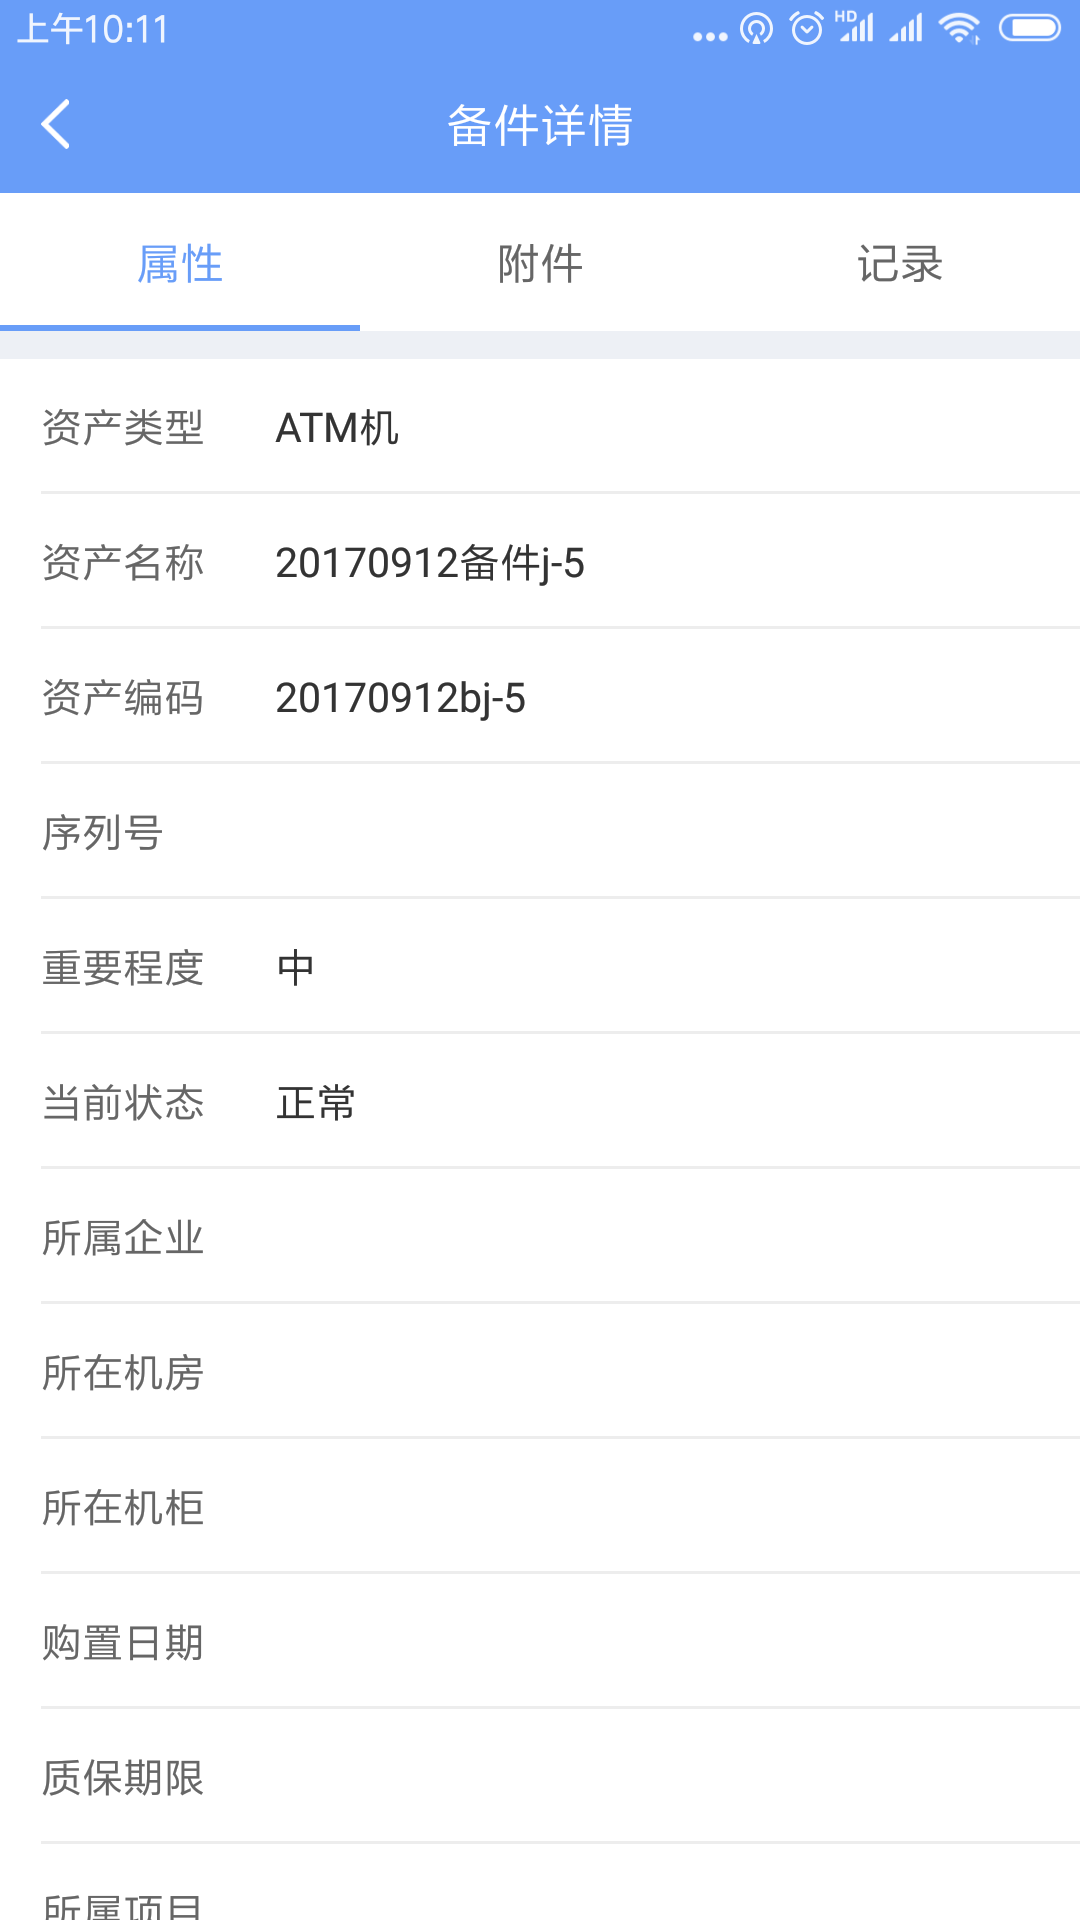 上午10:11
HD
备件详情
属性 附件 记录
资产类型 ATM机
资产名称 20170912备件j-5
资产编码 20170912bj-5
序列号
重要程度 中
当前状态 正常
所属企业
所在机房
所在机柜
购置日期
质保期限
所属项目